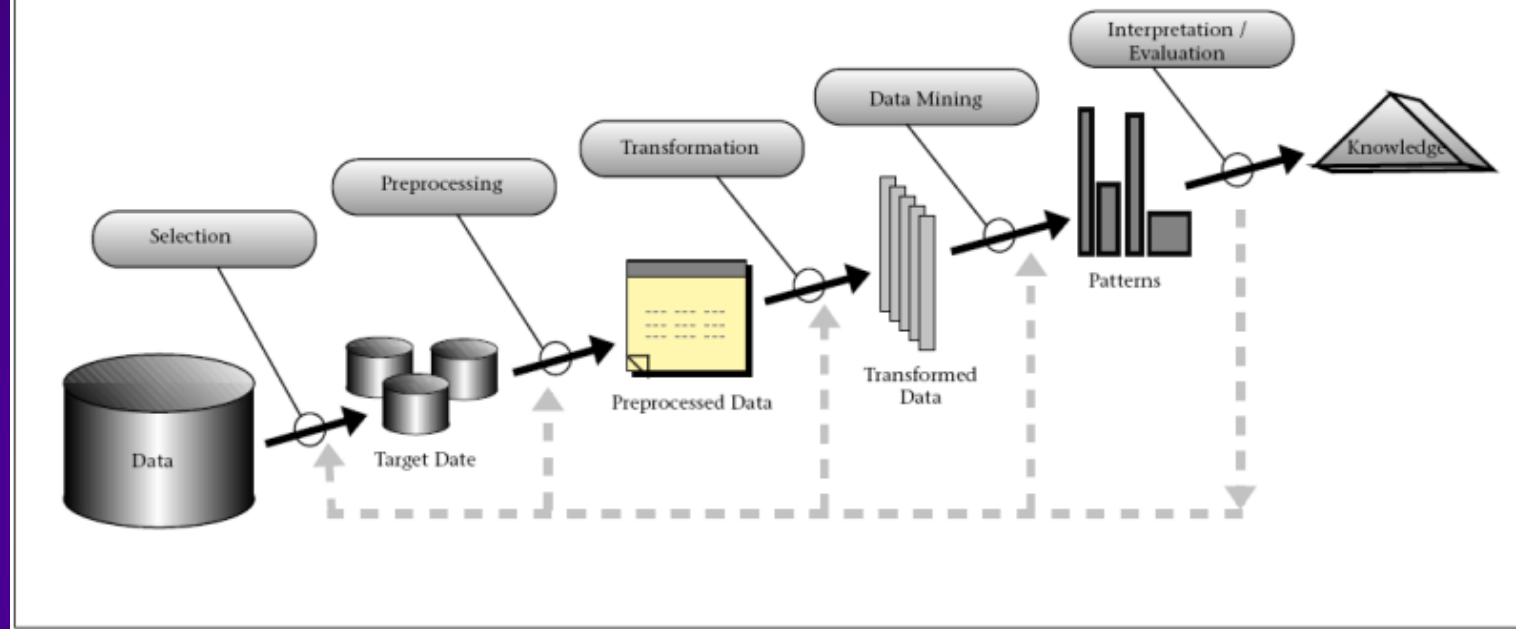 Interpretation /
Evaluation
Data Mining
Knowledge
Transformation
Preprocessing
Selection
Patterns
Transformed
Data
Preprocessed Data
Target Date
Data